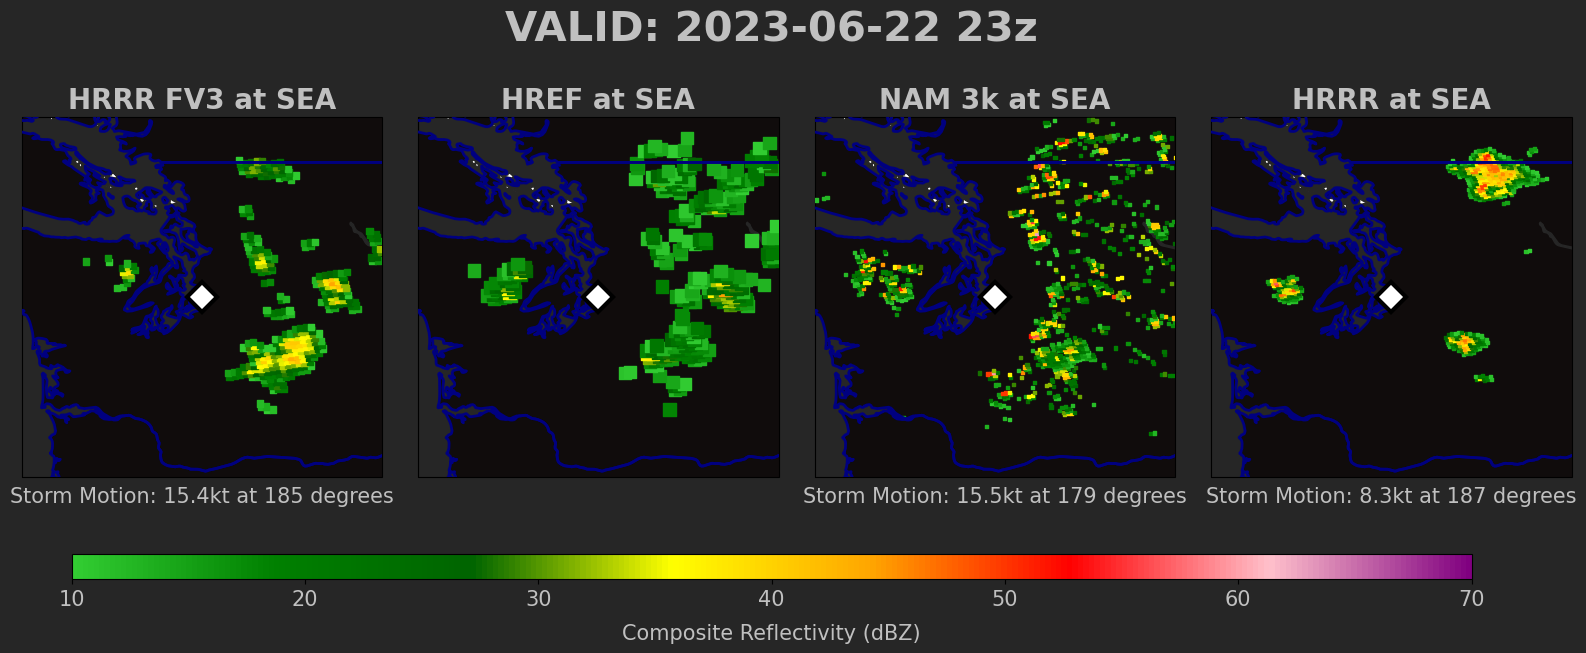 VALID: 2023-06-22 23z
HRRR FV3 at SEA
HREF at SEA
NAM 3k at SEA
HRRR at SEA
Storm Motion: 15.4kt at 185 degrees
Storm Motion: 15.5kt at 179 degrees
Storm Motion: 8.3kt at 187 degrees
10 20 30 40 50 60 70
Composite Reflectivity (dBZ)